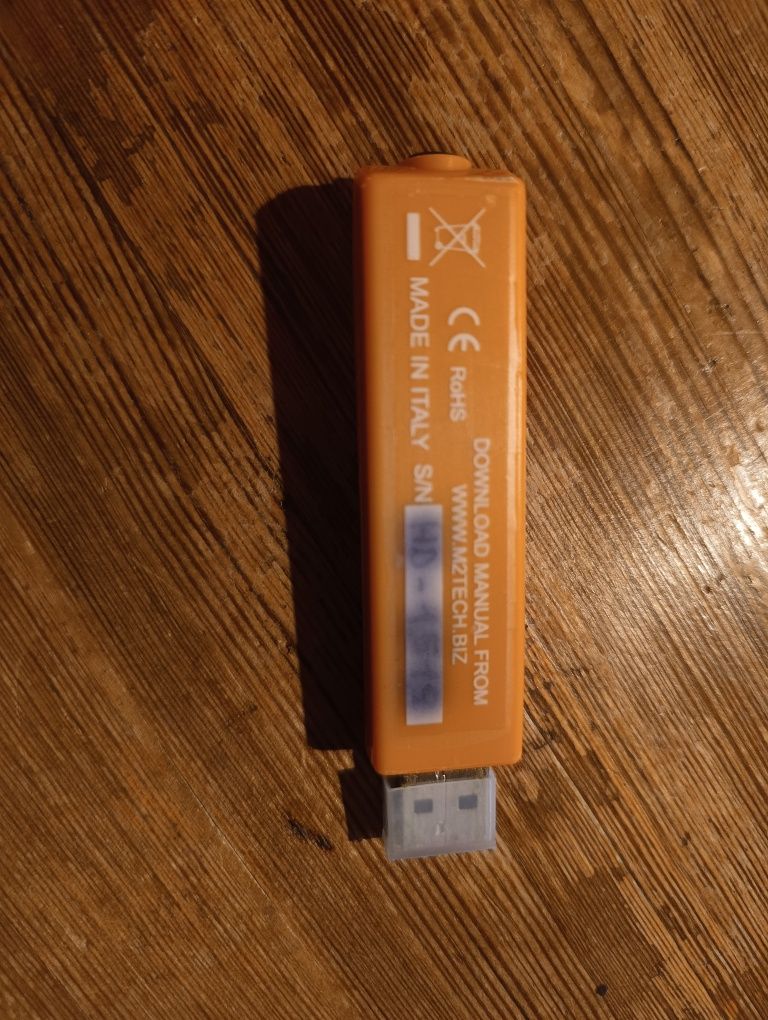 CE RoHS
DOWNLOAD MANUAL FROM
WWW.M2TECH.BIZ
MADE IN ITALY S/N